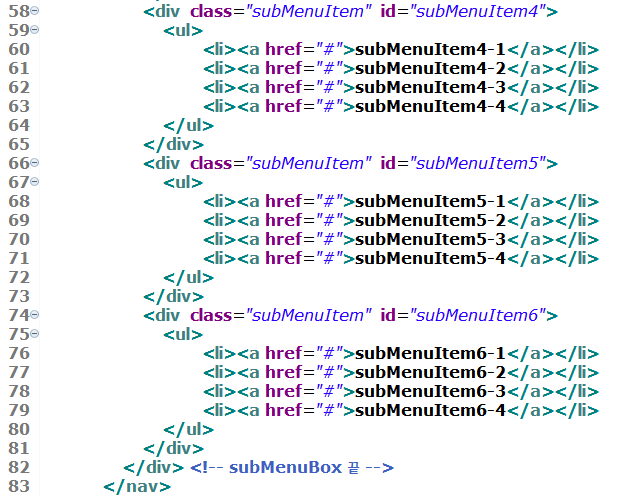 58 <div class="subMenuItem" id="subMenuItem4">
59 <ul>
60 <li><a href="#">subMenuItem4-1</a></li>
61 <li><a href="#">subMenuItem4-2</a></li>
62 <li><a href="#">subMenuItem4-3</a></li>
63 <li><a href="#">subMenuItem4-4</a></li>
64 </ul>
65 </div>
66 <div class="subMenuItem" id="subMenuItem5">
67 <ul>
68 <li><a href="#">subMenuItem5-1</a></li>
69 <li><a href="#">subMenuItem5-2</a></li>
70 <li><a href="#">subMenuItem5-3</a></li>
71 <li><a href="#">subMenuItem5-4</a></li>
72 </ul>
73 </div>
74 <div class="subMenuItem" id="subMenuItem6">
75 <ul>
76 <li><a href="#">subMenuItem6-1</a></li>
77 <li><a href="#">subMenuItem6-2</a></li>
78 <li><a href="#">subMenuItem6-3</a></li>
79 <li><a href="#">subMenuItem6-4</a></li>
80 </ul>
81 </div>
82 </div> <!-- subMenuBox 끝 -->
83 </nav>